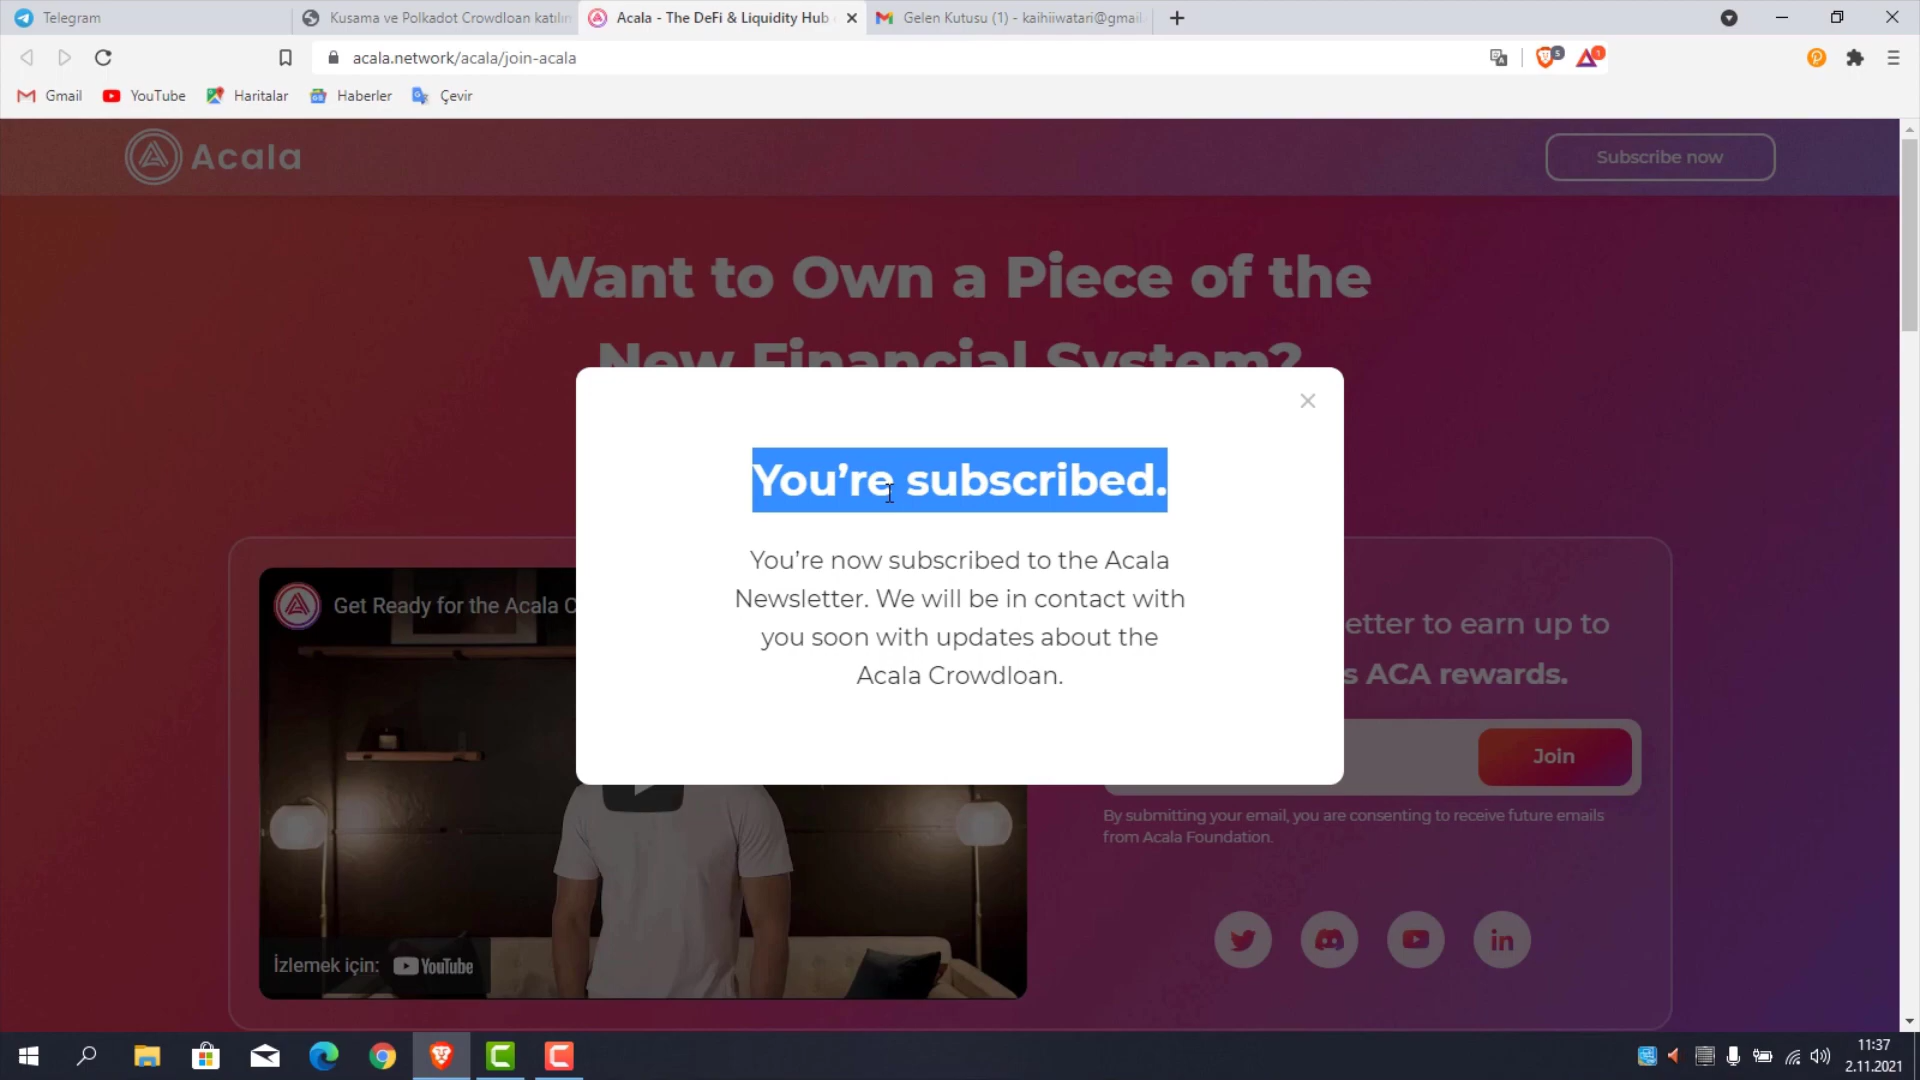 Telegram
Kusama ve Polkadot Crowdloan katılım
Acala - The DeFi & Liquidity Hub
Gelen Kutusu (1) - kaihiiwatari@gmail.
acala.network/acala/join-acala
5
1
Gmail
YouTube
Haritalar
Haberler
Çevir
Acala
Subscribe now
Want to Own a Piece of the
New Financial System?
You're subscribed.
You're now subscribed to the Acala
Newsletter. We will be in contact with
you soon with updates about the
Acala Crowdloan.
Get Ready for the Acala C
etter to earn up to
s ACA rewards.
Join
By submitting your email, you are consenting to receive future emails
from Acala Foundation.
İzlemek için: YouTube
11:37
2.11.2021